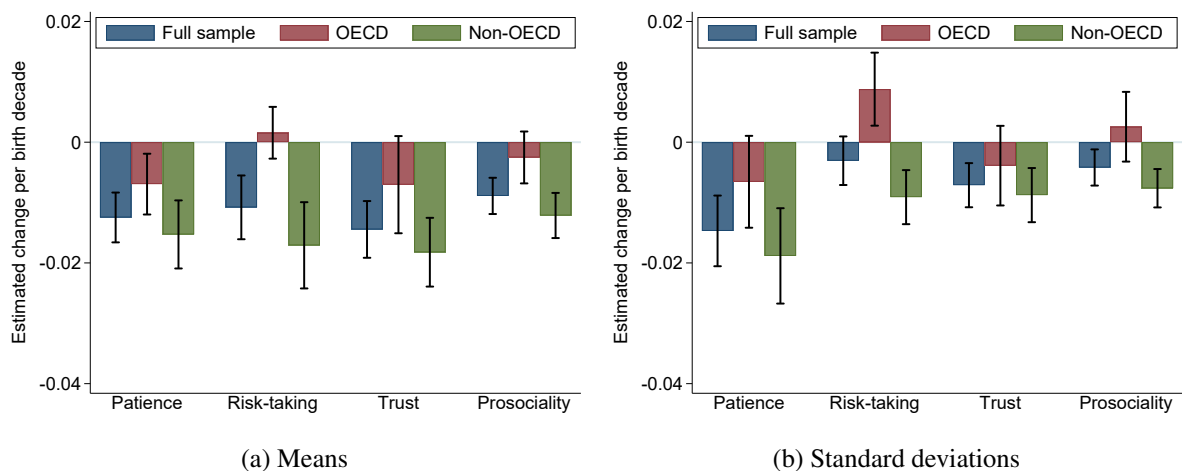 Estimated change per birth decade
0.02
0
-0.02
-0.04
Full sample OECD Non-OECD
Patience Risk-taking Trust Prosociality
(a) Means
Estimated change per birth decade
0.02
0
-0.02
-0.04
Full sample OECD Non-OECD
Patience Risk-taking Trust Prosociality
(b) Standard deviations